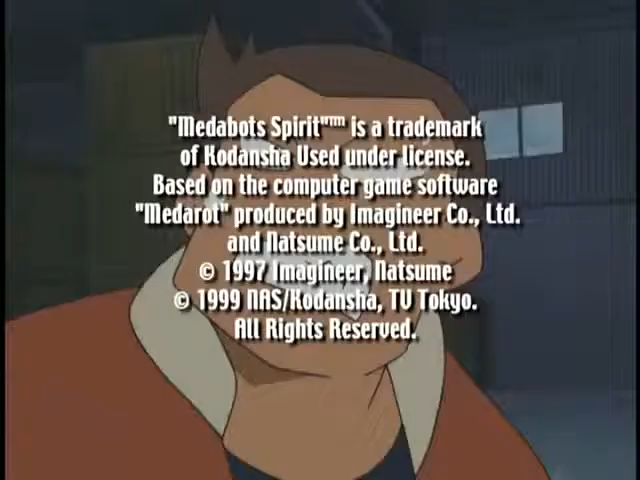 "Medabots Spirit"™ is a trademark
of Kodansha Used under license.
Based on the computer game software
"Medarot" produced by Imagineer Co., Ltd.
and Natsume Co., Ltd.
© 1997 Imagineer, Natsume
© 1999 NAS/Kodansha, TV Tokyo.
All Rights Reserved.